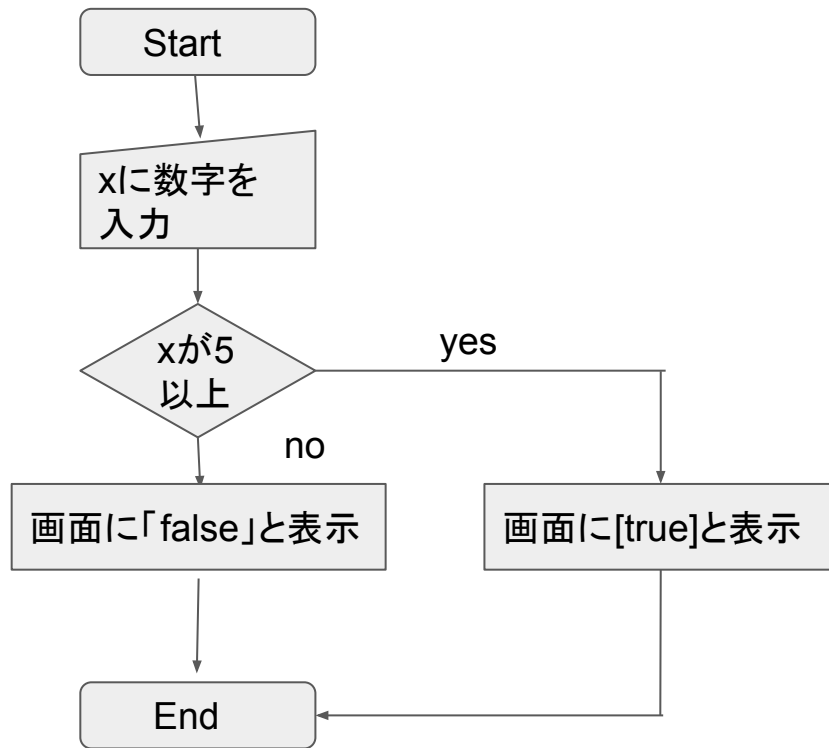 Start
xに数字を
入力
xが5
以上
yes
no
画面に「false」と表示
画面に[true]と表示
End